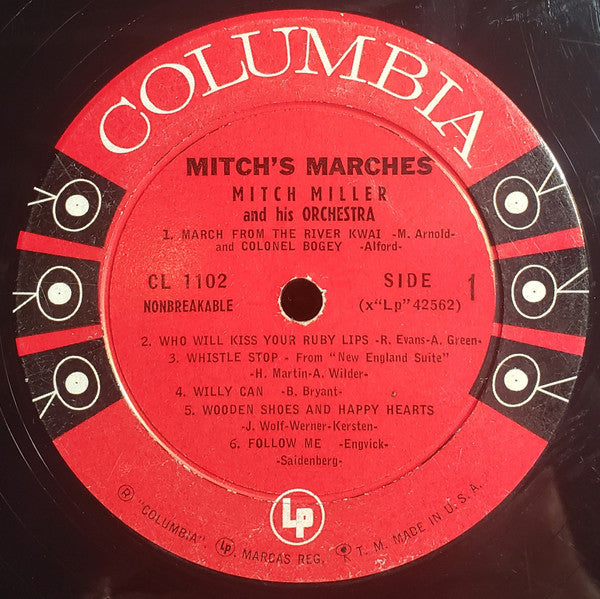 COLUMBIA
MITCH'S MARCHES
MITCH MILLER
and his ORCHESTRA
1. MARCH FROM THE RIVER KWAI -M. Arnold-
and COLONEL BOGEY -Alford-
CL 1102
NONBREAKABLE
SIDE 1
(x"Lp"42562)
2. WHO WILL KISS YOUR RUBY LIPS -R. Evans-A. Green-
3. WHISTLE STOP - From "New England Suite"
-H. Martin-A. Wilder-
4. WILLY CAN -B. Bryant-
5. WOODEN SHOES AND HAPPY HEARTS
-J. Wolf-Werner-Kersten-
6. FOLLOW ME -Engvick-
-Saidenberg-
Lp
® "COLUMBIA". Lp. MARCAS REG. T. M. MADE IN U. S. A.